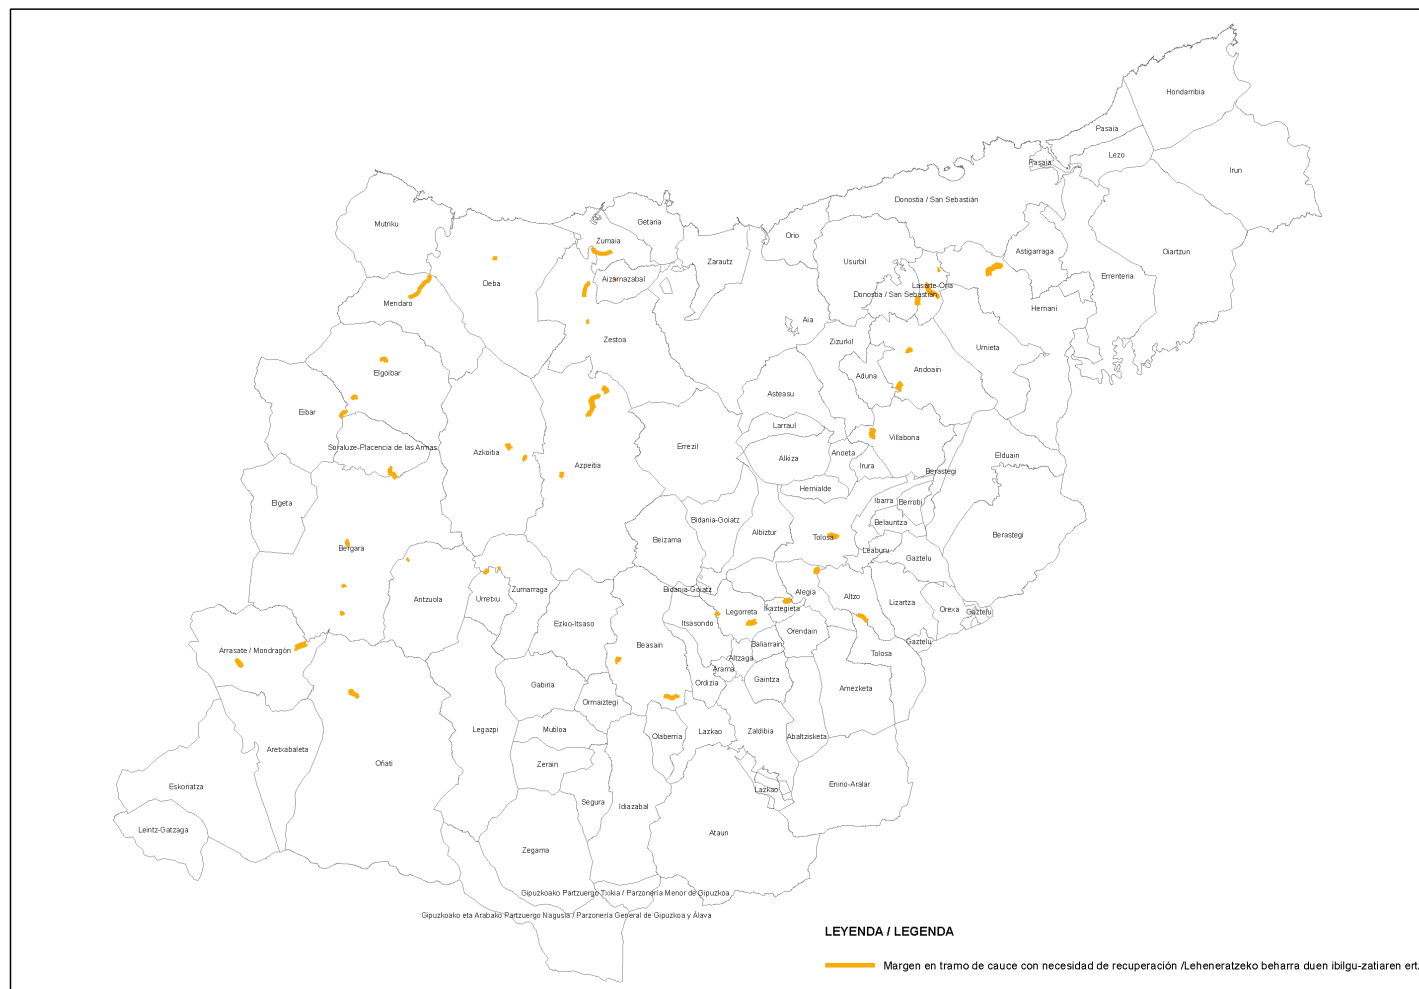 Hondarribia
Pasaia
Lezo
Pasaia
Irun
Donostia / San Sebastián
Mutriku
Getaria
Orio
Zumaia
Astigarraga
Oiartzun
Usurbil
Zarautz
Errenteria
Aizarnazabal
Deba
Lasarte-Oria
Donostia / San Sebastián
Mendaro
Hernani
Aia
Zestoa
Zizurkil
Urnieta
Elgoibar
Aduna
Andoain
Asteasu
Eibar
Larraul
Villabona
Soraluze-Placencia de las Armas
Errezil
Azkoitia
Anoeta
Alkiza
Elduain
Azpeitia
Irura
Berastegi
Hernialde
Elgeta
Ibarra
Berrobi
Bidania-Goiatz
Belauntza
Albiztur
Tolosa
Beizama
Berastegi
Bergara
Leaburu
Gaztelu
Zumarraga
Bidania-Goiatz
Alegia
Altzo
Antzuola
Urretxu
Lizartza
Ikaztegieta
Orexa
Gaztelu
Legorreta
Ezkio-Itsaso
Itsasondo
Orendain
Gaztelu
Beasain
Baliarrain
Arrasate / Mondragón
Tolosa
Altzaga
Arama
Gaintza
Ordizia
Gabiria
Amezketa
Ormaiztegi
Legazpi
Mutiloa
Olaberria
Lazkao
Zaldibia
Abaltzisketa
Aretxabaleta
Oñati
Zerain
Eskoriatza
Enirio-Aralar
Lazkao
Segura
Idiazabal
Leintz-Gatzaga
Ataun
Zegama
Gipuzkoako Partzuergo Txikia / Parzonería Menor de Gipuzkoa
Gipuzkoako eta Arabako Partzuergo Nagusia / Parzonería General de Gipuzkoa y Álava
LEYENDA / LEGENDA
Margen en tramo de cauce con necesidad de recuperación /Leheneratzeko beharra duen ibilgu-zatiaren ertz